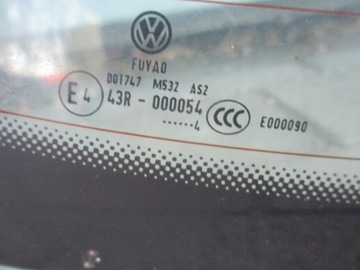 FUYAO
DOT747 M532 AS2
E4 43R - 000054 CCC E000090
......4